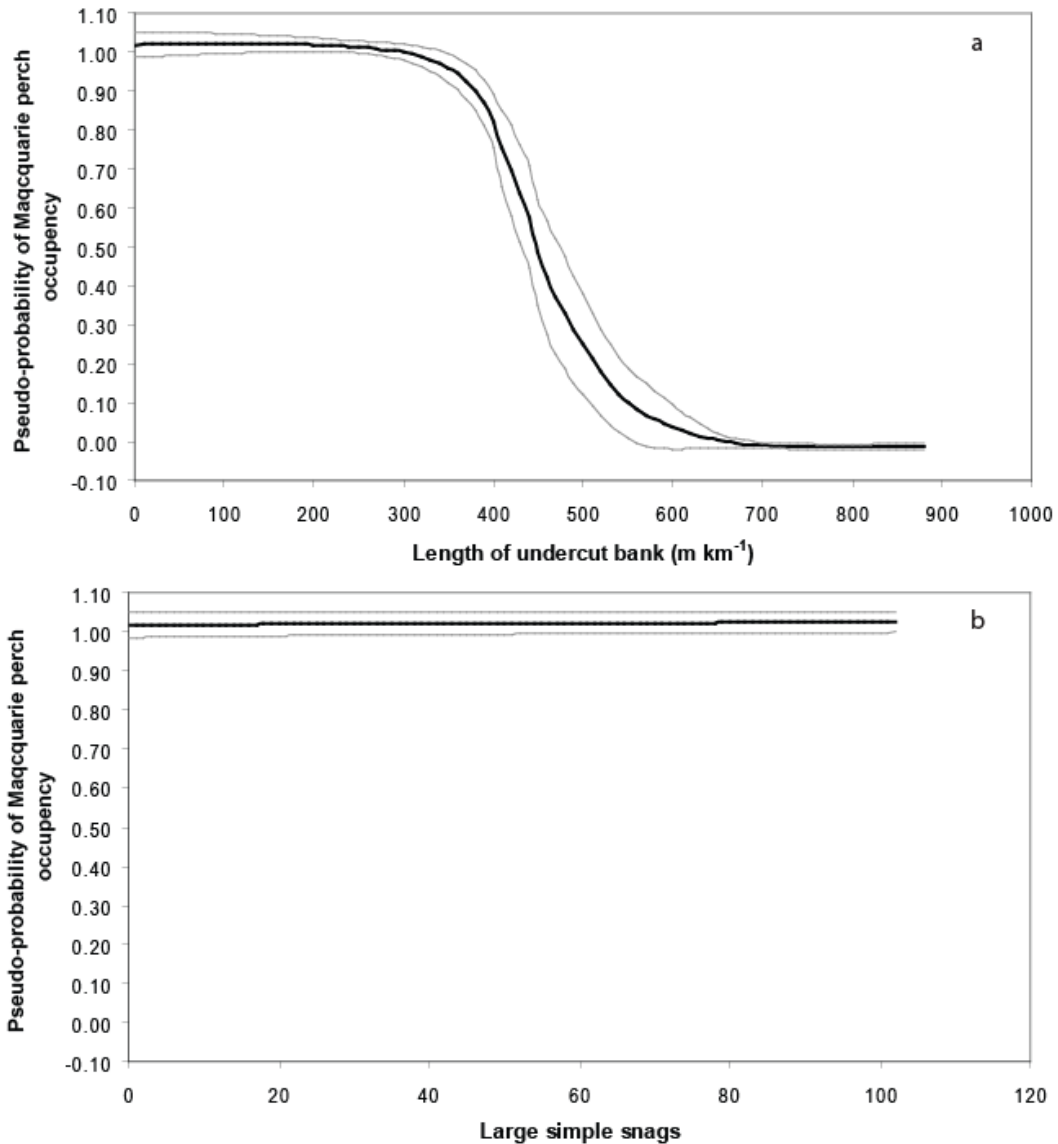 1.10
1.00
0.90
0.80
0.70
0.60
0.50
0.40
0.30
0.20
0.10
0.00
-0.10
Pseudo-probability of Maqcquarie perch
occupency
a
0 100 200 300 400 500 600 700 800 900 1000
Length of undercut bank (m km⁻¹)
1.10
1.00
0.90
0.80
0.70
0.60
0.50
0.40
0.30
0.20
0.10
0.00
-0.10
Pseudo-probability of Maqcquarie perch
occupency
b
0 20 40 60 80 100 120
Large simple snags